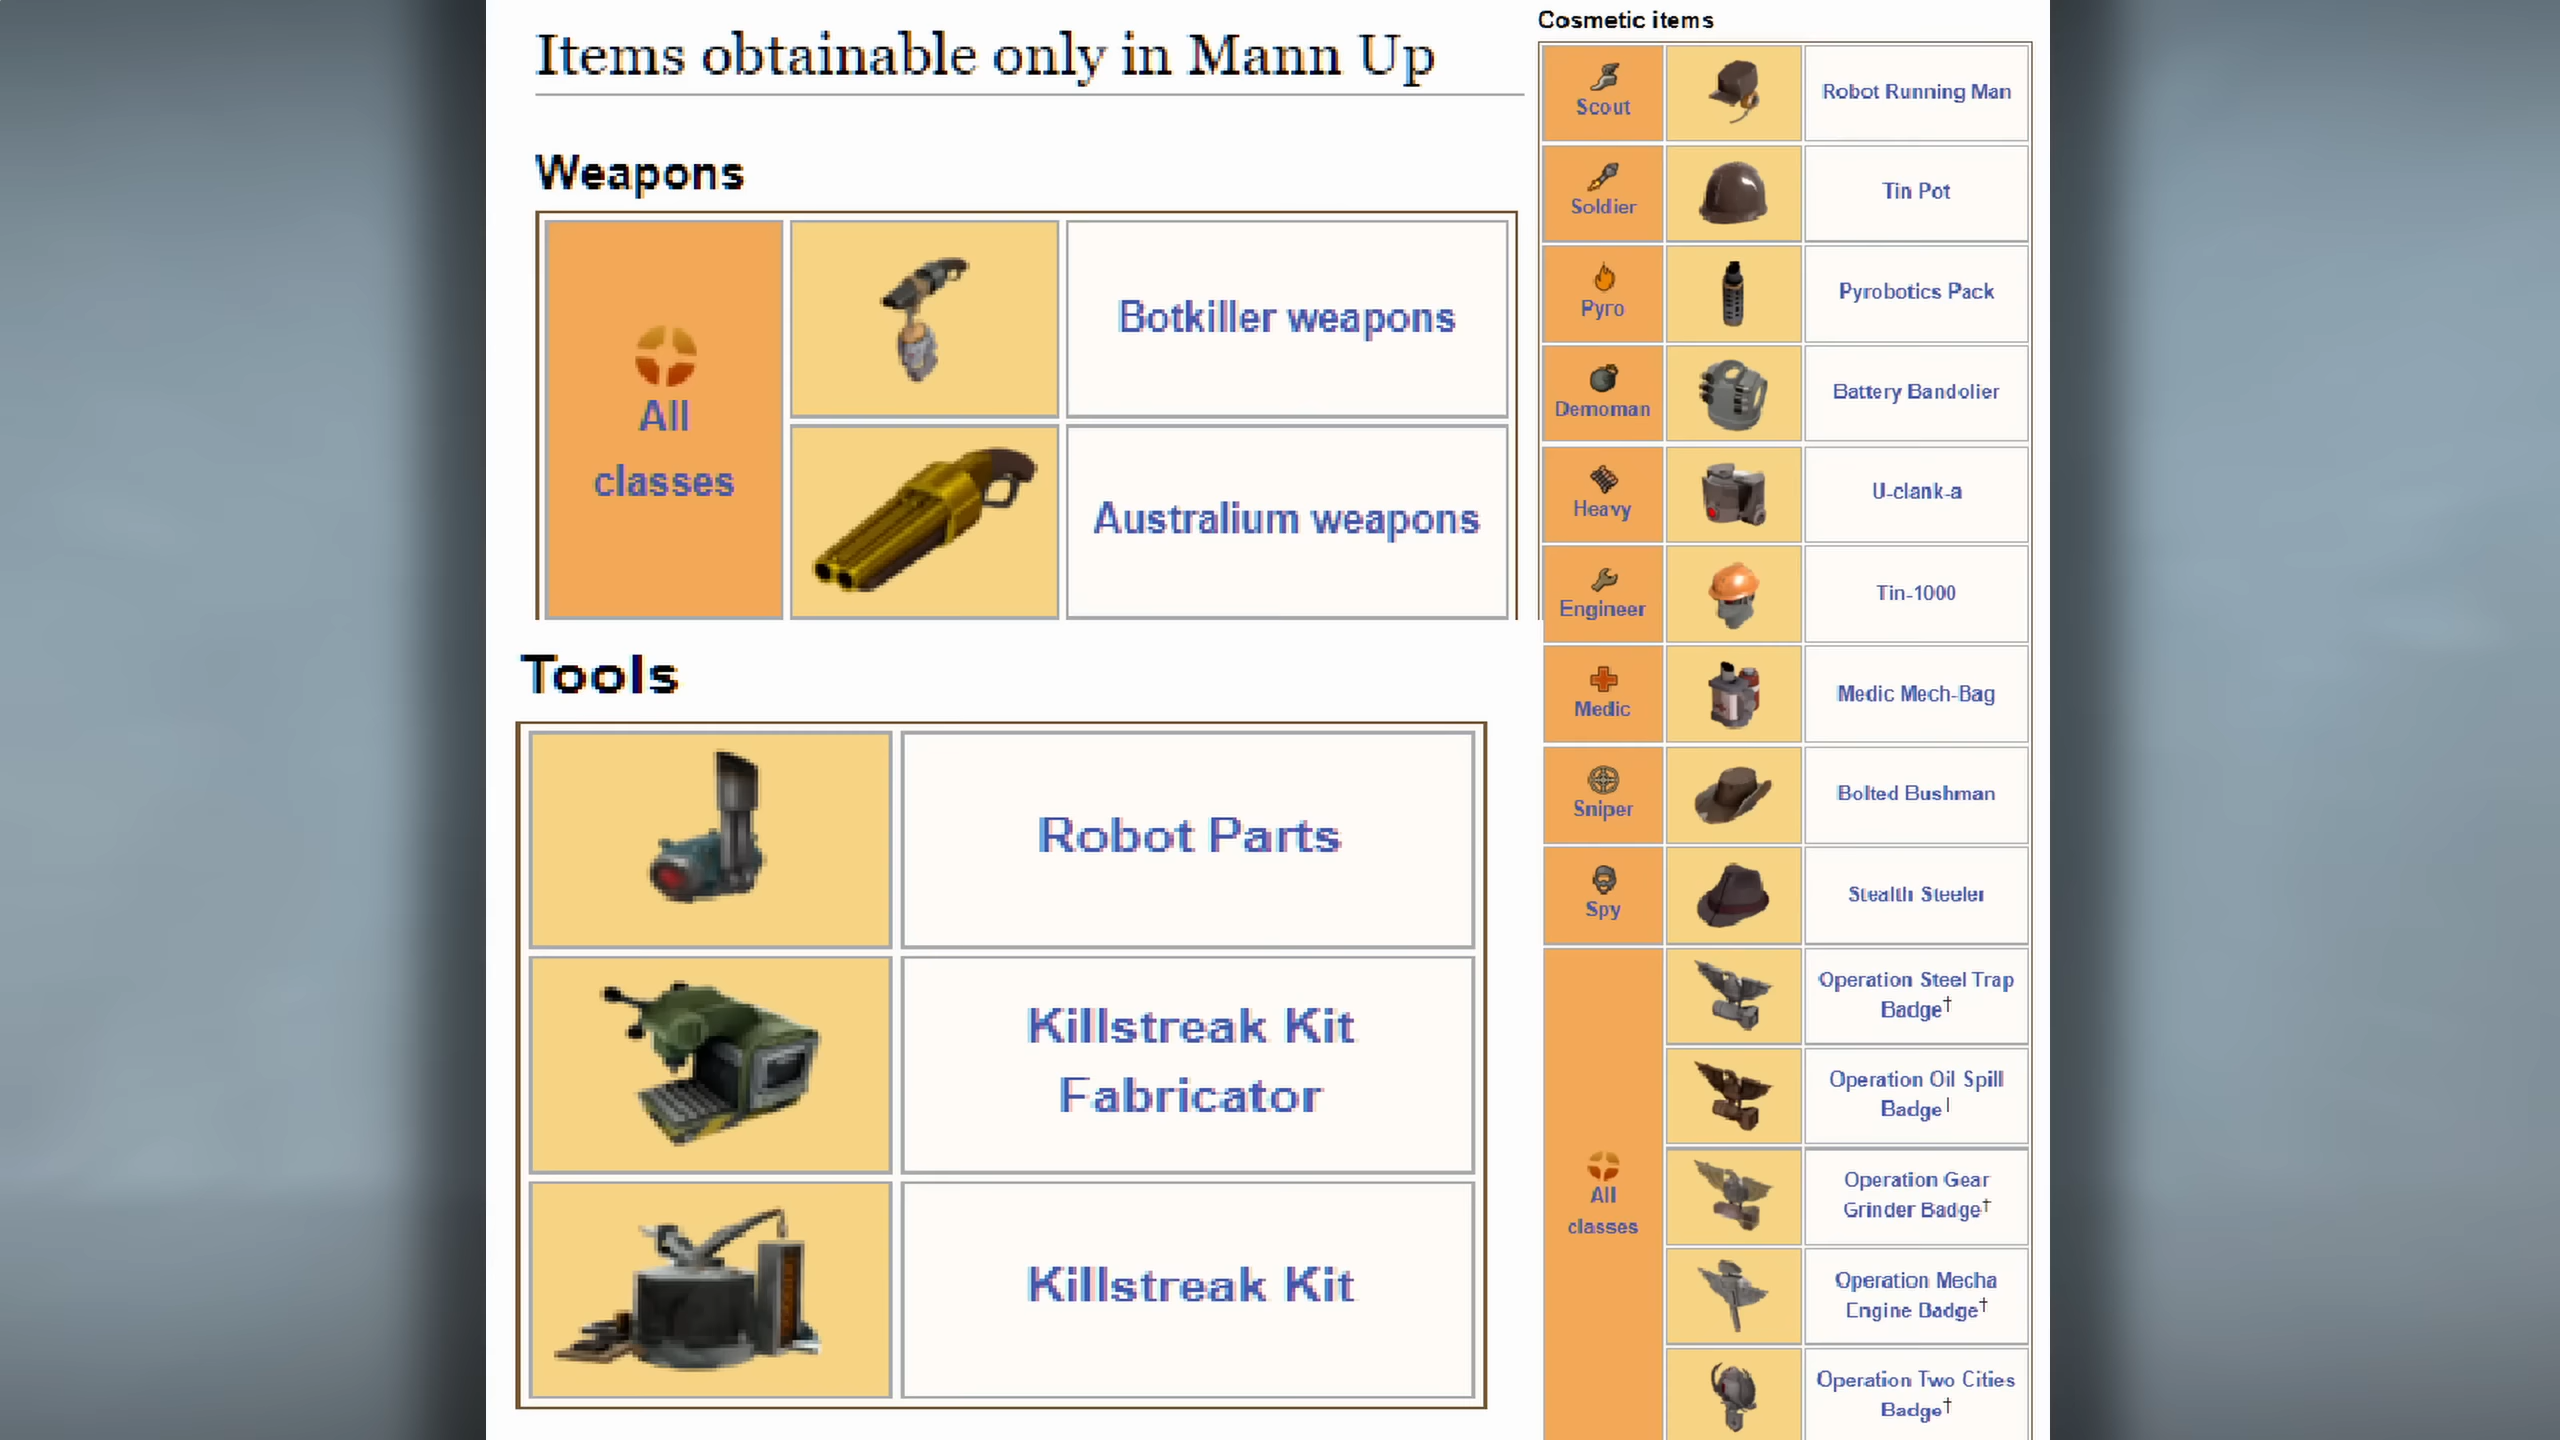 Items obtainable only in Mann Up
Weapons
All
classes
Botkiller weapons
Australium weapons
Tools
Robot Parts
Killstreak Kit
Fabricator
Killstreak Kit
Cosmetic items
Scout
Robot Running Man
Soldier
Tin Pot
Pyro
Pyrobotics Pack
Demoman
Battery Bandolier
Heavy
U-clank-a
Engineer
Tin-1000
Medic
Medic Mech-Bag
Sniper
Bolted Bushman
Spy
Stealth Steeler
All
classes
Operation Steel Trap
Badge†
Operation Oil Spill
Badge†
Operation Gear
Grinder Badge†
Operation Mecha
Engine Badge†
Operation Two Cities
Badge†